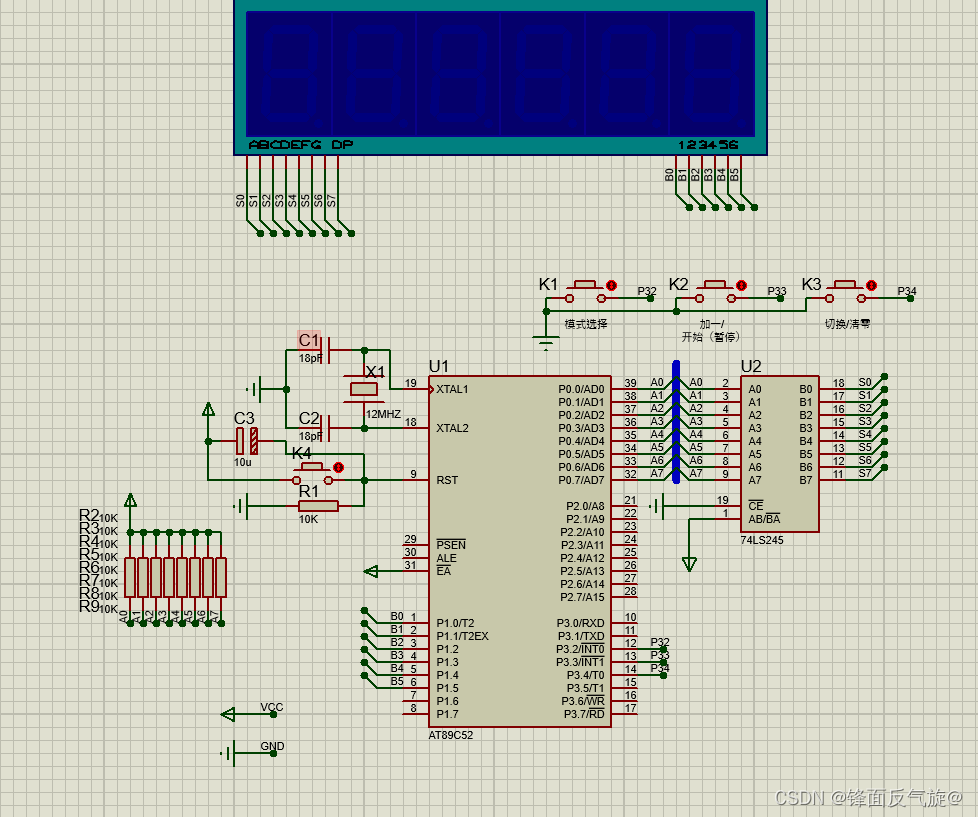 ABCDEFG DP
123456
S0
S1
S2
S3
S4
S5
S6
S7
B0
B1
B2
B3
B4
B5
K1
P32
K2
P33
K3
P34
模式选择
加一/
开始（暂停）
切换/清零
C1
18pF
X1
12MHZ
C2
18pF
C3
10u
K4
R1
10K
R2 10K
R3 10K
R4 10K
R5 10K
R6 10K
R7 10K
R8 10K
R9 10K
A0
A1
A2
A3
A4
A5
A6
A7
VCC
GND
U1
19 XTAL1
18 XTAL2
9 RST
29 PSEN
30 ALE
31 EA
B0 1 P1.0/T2
B1 2 P1.1/T2EX
B2 3 P1.2
B3 4 P1.3
B4 5 P1.4
B5 6 P1.5
7 P1.6
8 P1.7
P0.0/AD0 39 A0
P0.1/AD1 38 A1
P0.2/AD2 37 A2
P0.3/AD3 36 A3
P0.4/AD4 35 A4
P0.5/AD5 34 A5
P0.6/AD6 33 A6
P0.7/AD7 32 A7
P2.0/A8 21
P2.1/A9 22
P2.2/A10 23
P2.3/A11 24
P2.4/A12 25
P2.5/A13 26
P2.6/A14 27
P2.7/A15 28
P3.0/RXD 10
P3.1/TXD 11
P3.2/INT0 12 P32
P3.3/INT1 13 P33
P3.4/T0 14 P34
P3.5/T1 15
P3.6/WR 16
P3.7/RD 17
AT89C52
U2
A0 2 A0 B0 18 S0
A1 3 A1 B1 17 S1
A2 4 A2 B2 16 S2
A3 5 A3 B3 15 S3
A4 6 A4 B4 14 S4
A5 7 A5 B5 13 S5
A6 8 A6 B6 12 S6
A7 9 A7 B7 11 S7
19 CE
1 AB/BA
74LS245
CSDN @锋面反气旋@